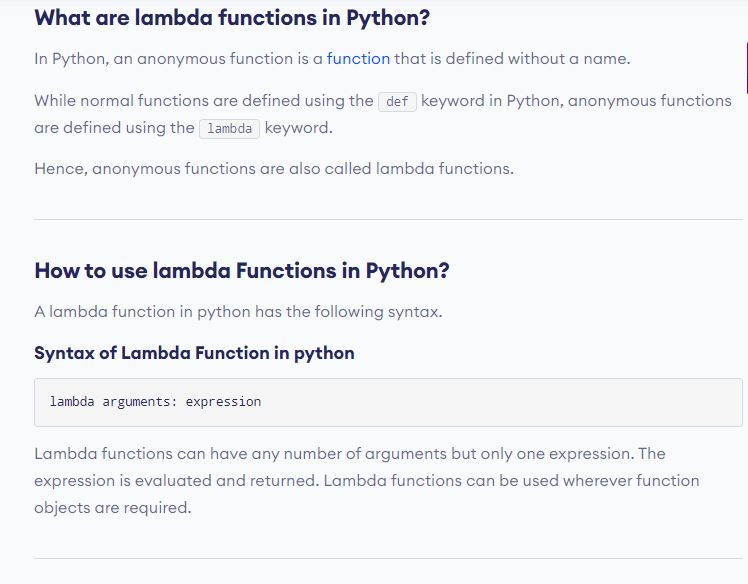 What are lambda functions in Python?
In Python, an anonymous function is a function that is defined without a name.
While normal functions are defined using the def keyword in Python, anonymous functions
are defined using the lambda keyword.
Hence, anonymous functions are also called lambda functions.
How to use lambda Functions in Python?
A lambda function in python has the following syntax.
Syntax of Lambda Function in python
lambda arguments: expression
Lambda functions can have any number of arguments but only one expression. The
expression is evaluated and returned. Lambda functions can be used wherever function
objects are required.